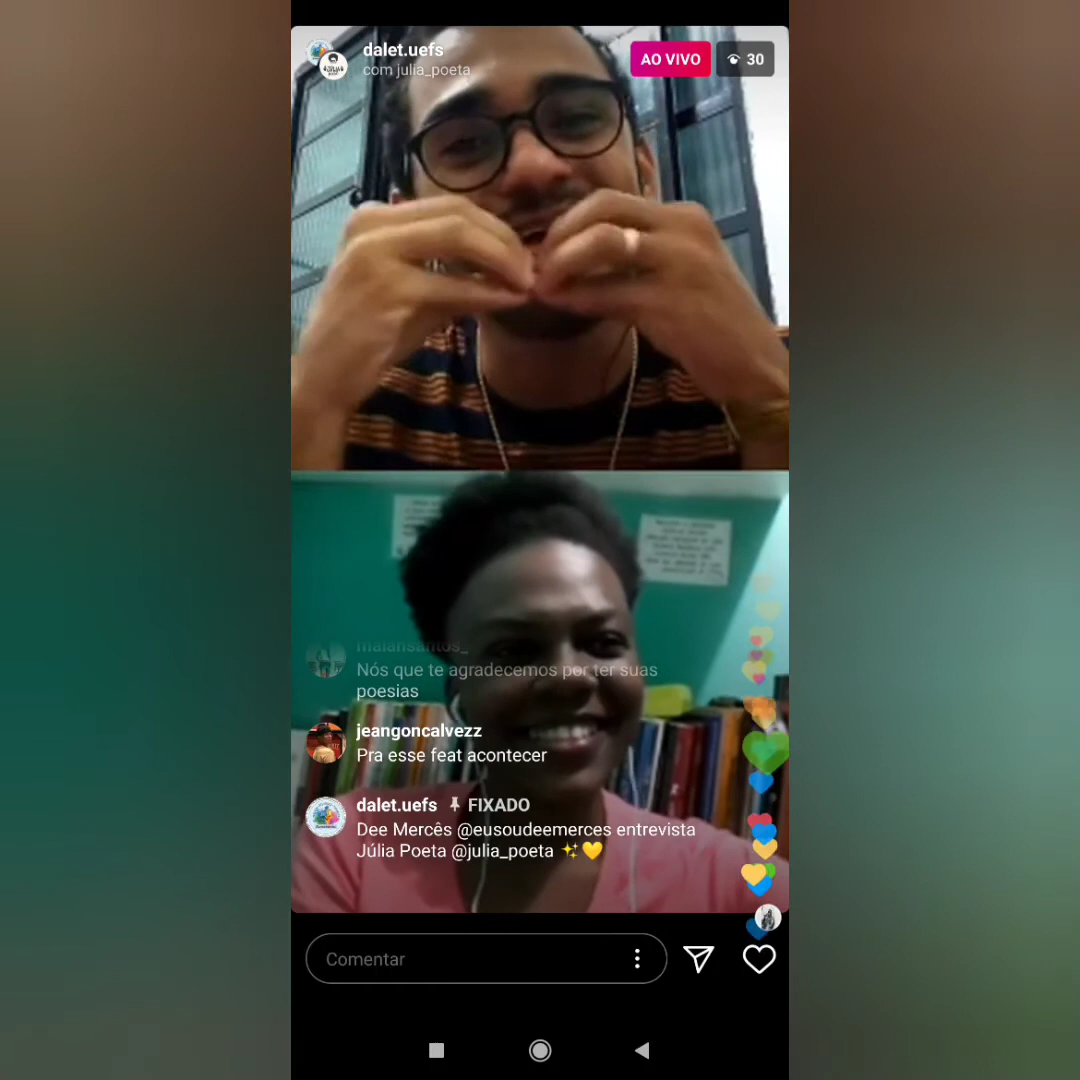 dalet.uefs
com julia_poeta
AO VIVO
30
maiansantos_
Nós que te agradecemos por ter suas
poesias
jeangoncalvezz
Pra esse feat acontecer
dalet.uefs FIXADO
Dee Mercês @eusoudeemerces entrevista
Júlia Poeta @julia_poeta ✨💛
Comentar